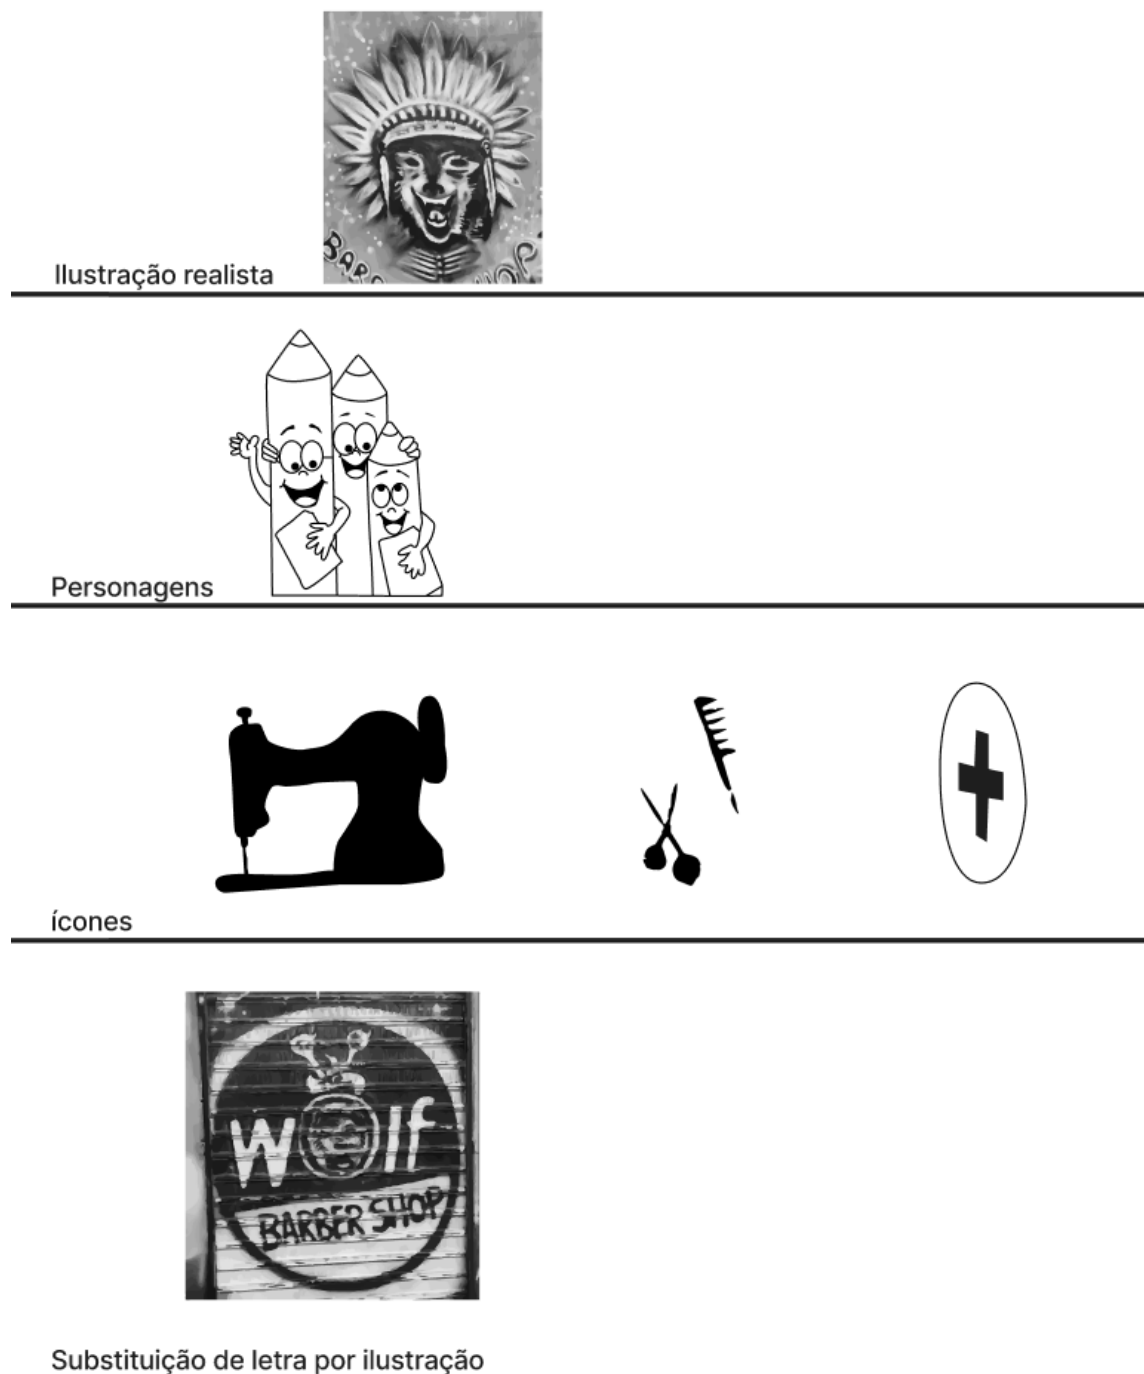 Ilustração realista
Personagens
ícones
Wolf
BARBER SHOP
Substituição de letra por ilustração